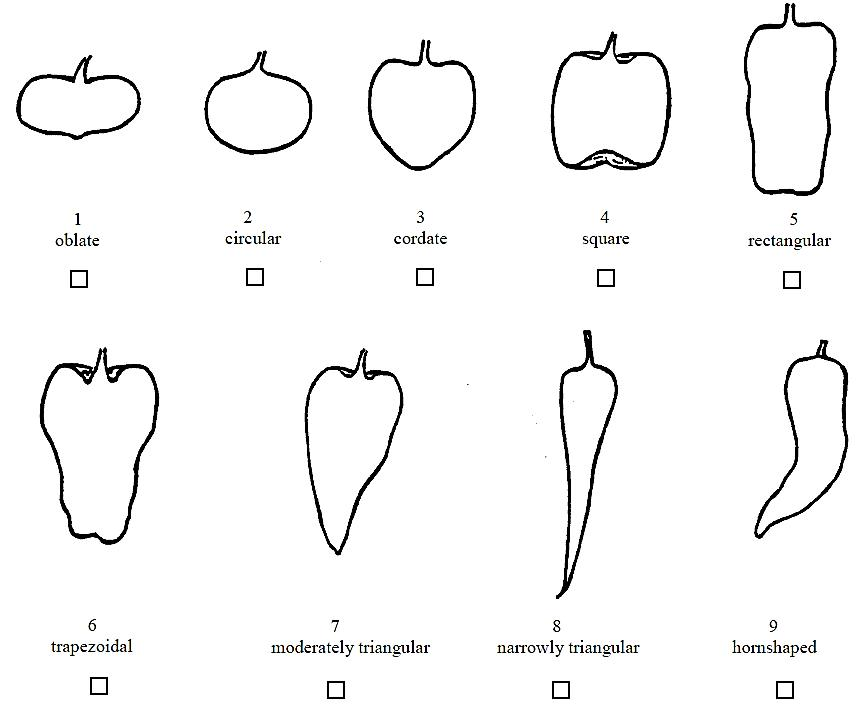 1
oblate
2
circular
3
cordate
4
square
5
rectangular
6
trapezoidal
7
moderately triangular
8
narrowly triangular
9
hornshaped